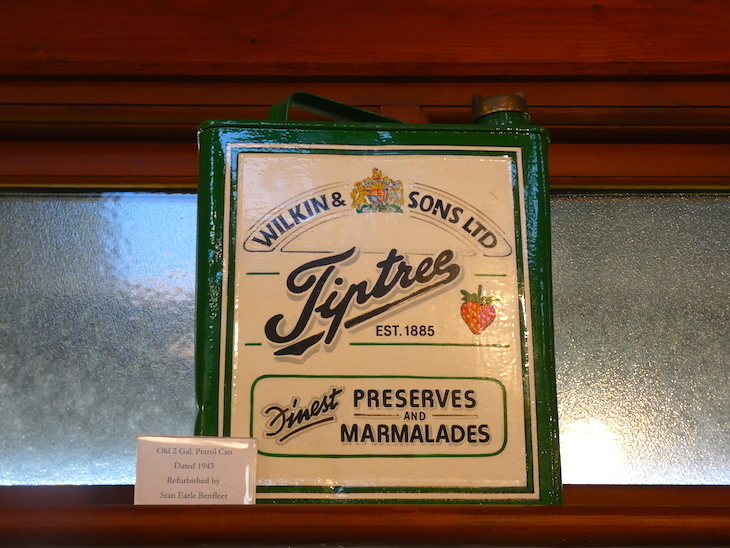 WILKIN & SONS LTD
Tiptree
EST. 1885
Finest PRESERVES
AND
MARMALADES
Old 2 Gal. Petrol Can
Dated 1943
Refurbished by
Stan Earle Benfleet